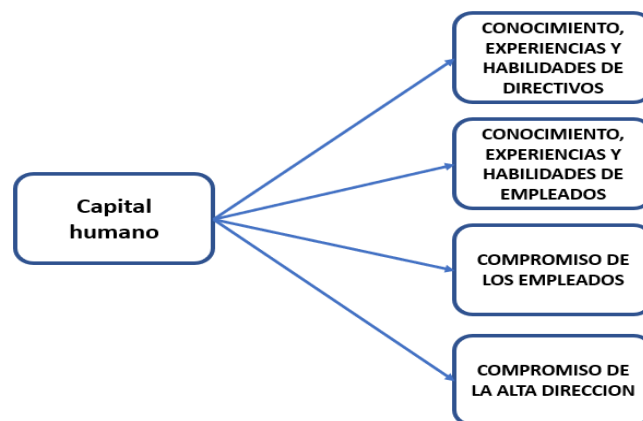 CONOCIMIENTO,
EXPERIENCIAS Y
HABILIDADES DE
DIRECTIVOS
CONOCIMIENTO,
EXPERIENCIAS Y
HABILIDADES DE
EMPLEADOS
Capital
humano
COMPROMISO DE
LOS EMPLEADOS
COMPROMISO DE
LA ALTA DIRECCION